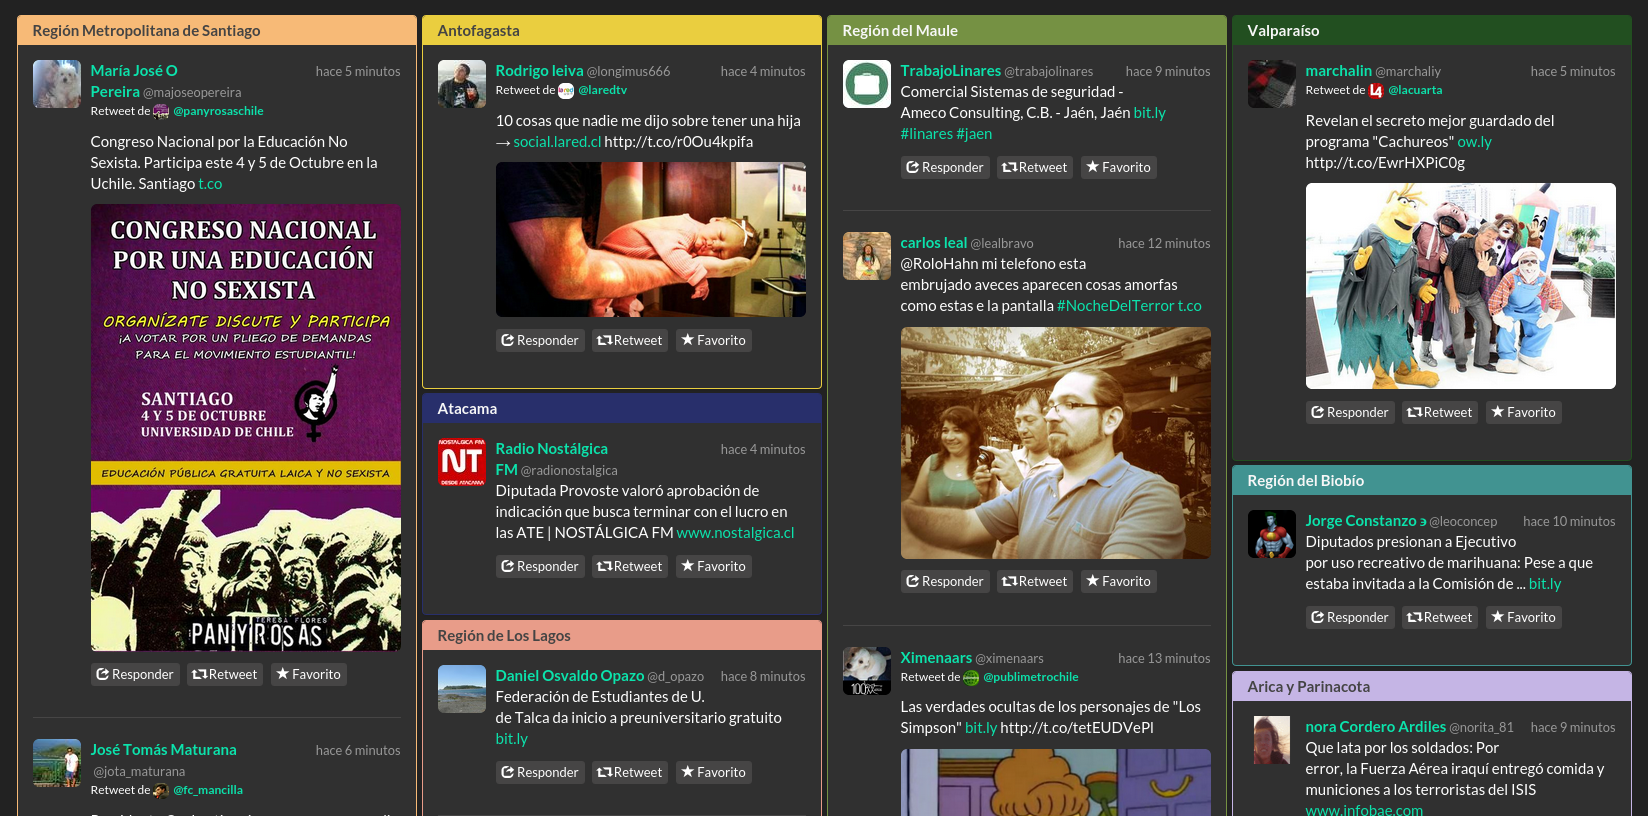 Región Metropolitana de Santiago
María José O
Pereira @majoseopereira
hace 5 minutos
Retweet de @panyrosaschile
Congreso Nacional por la Educación No
Sexista. Participa este 4 y 5 de Octubre en la
Uchile. Santiago t.co
CONGRESO NACIONAL
POR UNA EDUCACIÓN
NO SEXISTA
ORGANÍZATE DISCUTE Y PARTICIPA
¡A VOTAR POR UN PLIEGO DE DEMANDAS
PARA EL MOVIMIENTO ESTUDIANTIL!
SANTIAGO
4 Y 5 DE OCTUBRE
UNIVERSIDAD DE CHILE
EDUCACIÓN PÚBLICA GRATUITA LAICA Y NO SEXISTA
TERESA FLORES
PAN Y ROSAS
Responder Retweet Favorito
José Tomás Maturana
hace 6 minutos
@jota_maturana
Retweet de @fc_mancilla
Antofagasta
Rodrigo leiva @longimus666 hace 4 minutos
Retweet de @laredtv
10 cosas que nadie me dijo sobre tener una hija
→ social.lared.cl http://t.co/r0Ou4kpifa
Responder Retweet Favorito
Atacama
NOSTALGICA FM
NT
DESDE ATACAMA
Radio Nostálgica
FM @radionostalgica
hace 4 minutos
Diputada Provoste valoró aprobación de
indicación que busca terminar con el lucro en
las ATE | NOSTÁLGICA FM www.nostalgica.cl
Responder Retweet Favorito
Región de Los Lagos
Daniel Osvaldo Opazo @d_opazo hace 8 minutos
Federación de Estudiantes de U.
de Talca da inicio a preuniversitario gratuito
bit.ly
Responder Retweet Favorito
Región del Maule
TrabajoLinares @trabajolinares hace 9 minutos
Comercial Sistemas de seguridad -
Ameco Consulting, C.B. - Jaén, Jaén bit.ly
#linares #jaen
Responder Retweet Favorito
carlos leal @lealbravo hace 12 minutos
@RoloHahn mi telefono esta
embrujado aveces aparecen cosas amorfas
como estas e la pantalla #NocheDelTerror t.co
Responder Retweet Favorito
Ximenaars @ximenaars hace 13 minutos
Retweet de @publimetrochile
Las verdades ocultas de los personajes de "Los
Simpson" bit.ly http://t.co/tetEUDVePl
Valparaíso
marchalin @marchaliy hace 5 minutos
Retweet de L4 @lacuarta
Revelan el secreto mejor guardado del
programa "Cachureos" ow.ly
http://t.co/EwrHXPiC0g
Responder Retweet Favorito
Región del Biobío
Jorge Constanzo @leoconcep hace 10 minutos
Diputados presionan a Ejecutivo
por uso recreativo de marihuana: Pese a que
estaba invitada a la Comisión de ... bit.ly
Responder Retweet Favorito
Arica y Parinacota
nora Cordero Ardiles @norita_81 hace 9 minutos
Que lata por los soldados: Por
error, la Fuerza Aérea iraquí entregó comida y
municiones a los terroristas del ISIS
www.infobae.com